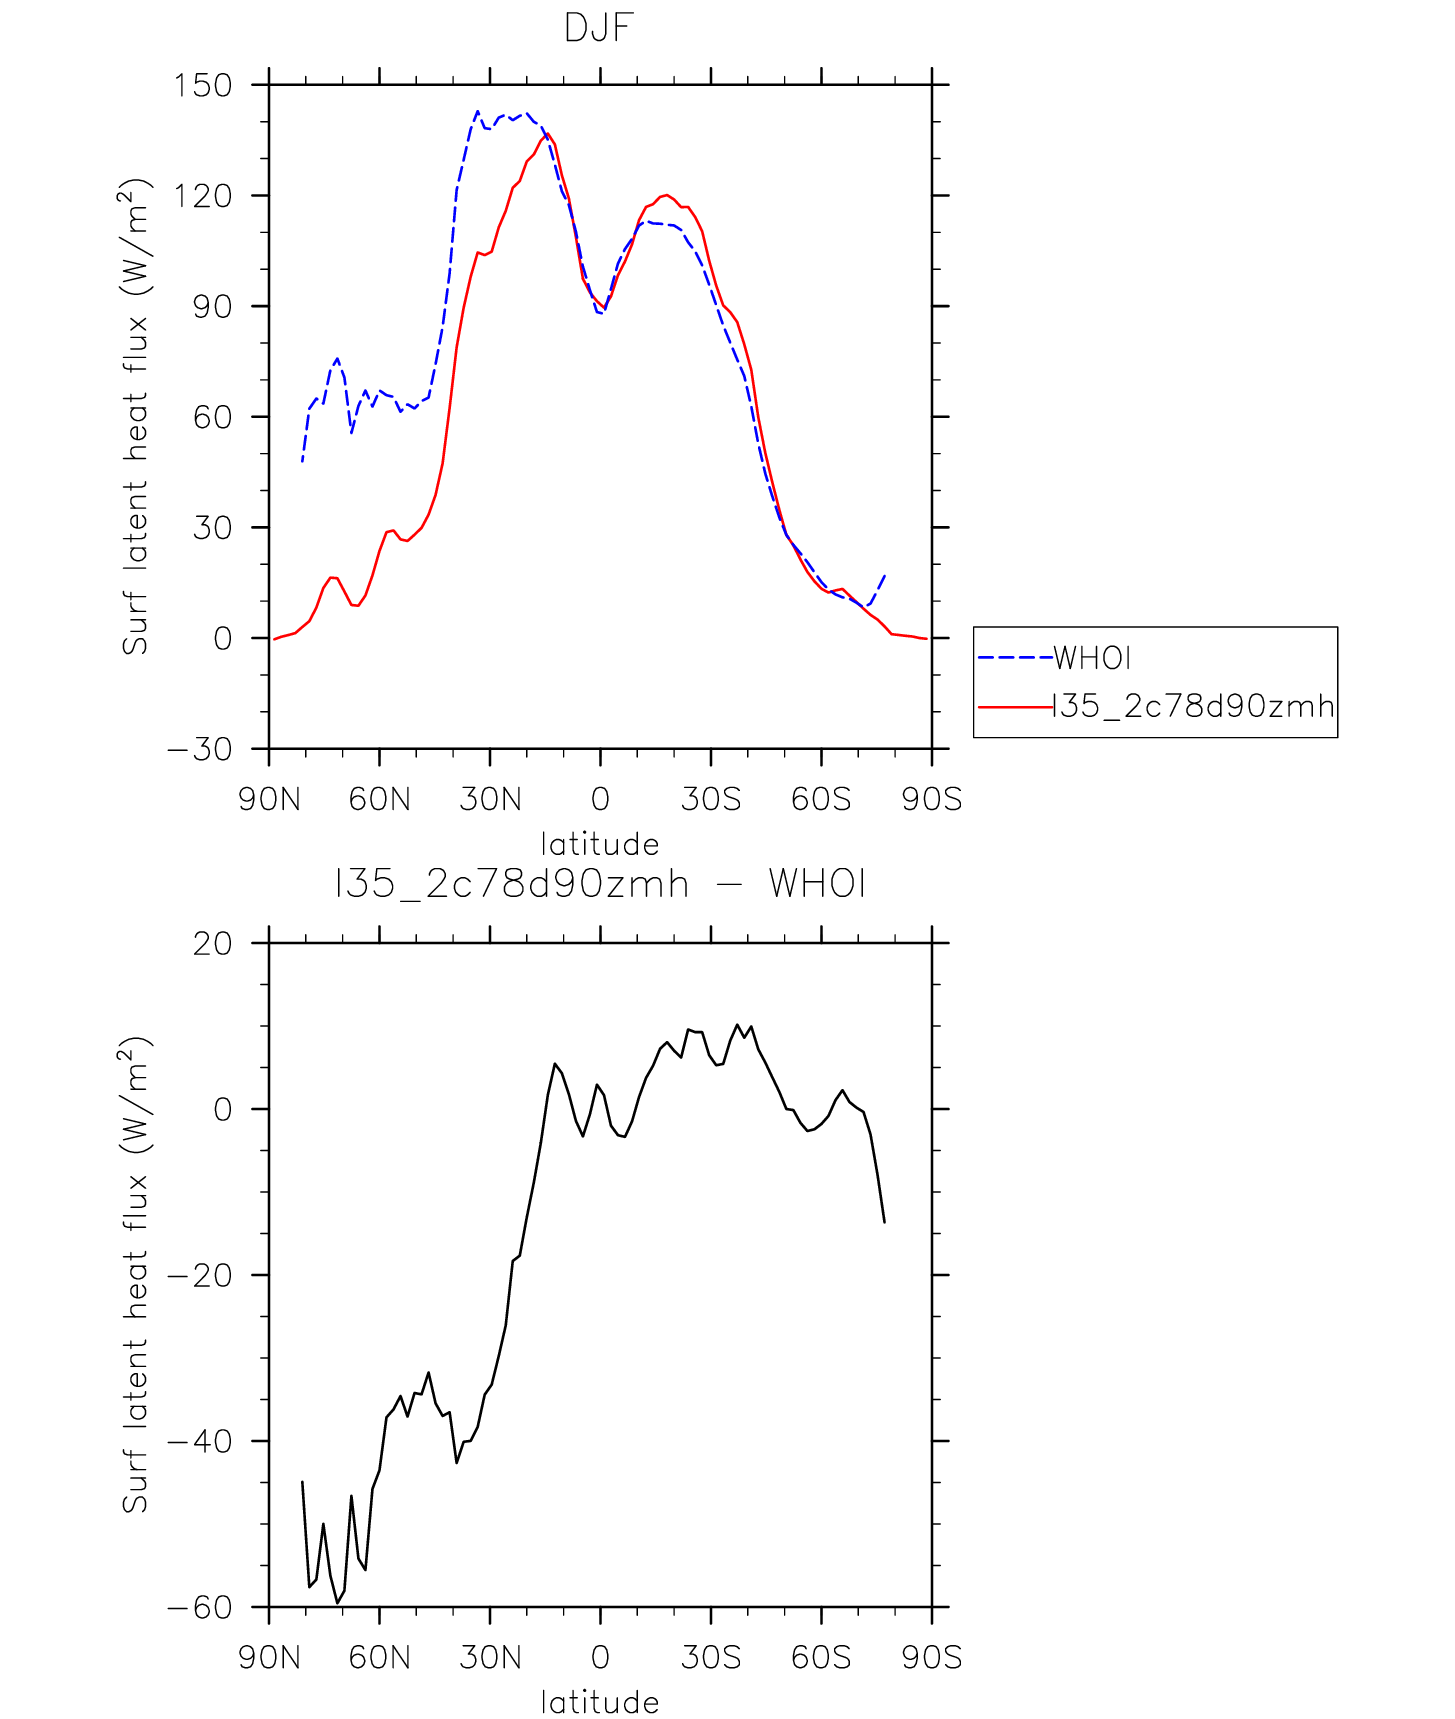 DJF
150
120
90
60
30
0
−30
Surf latent heat flux (W/m²)
90N 60N 30N 0 30S 60S 90S
latitude
WHOI
I35_2c78d90zmh
I35_2c78d90zmh − WHOI
20
0
−20
−40
−60
Surf latent heat flux (W/m²)
90N 60N 30N 0 30S 60S 90S
latitude